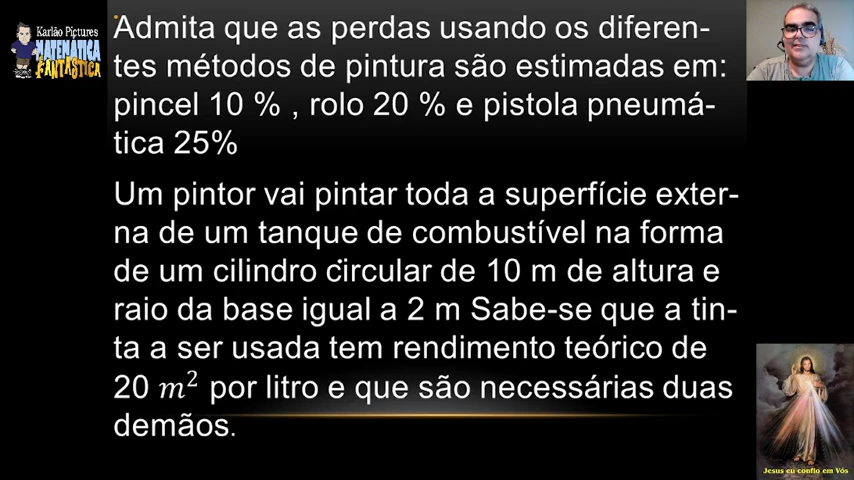 Karlão Pictures
MATEMÁTICA
FANTÁSTICA
Admita que as perdas usando os diferen-
tes métodos de pintura são estimadas em:
pincel 10 % , rolo 20 % e pistola pneumá-
tica 25%
Um pintor vai pintar toda a superfície exter-
na de um tanque de combustível na forma
de um cilindro circular de 10 m de altura e
raio da base igual a 2 m Sabe-se que a tin-
ta a ser usada tem rendimento teórico de
20 m² por litro e que são necessárias duas
demãos.
Jesus eu confio em Vós